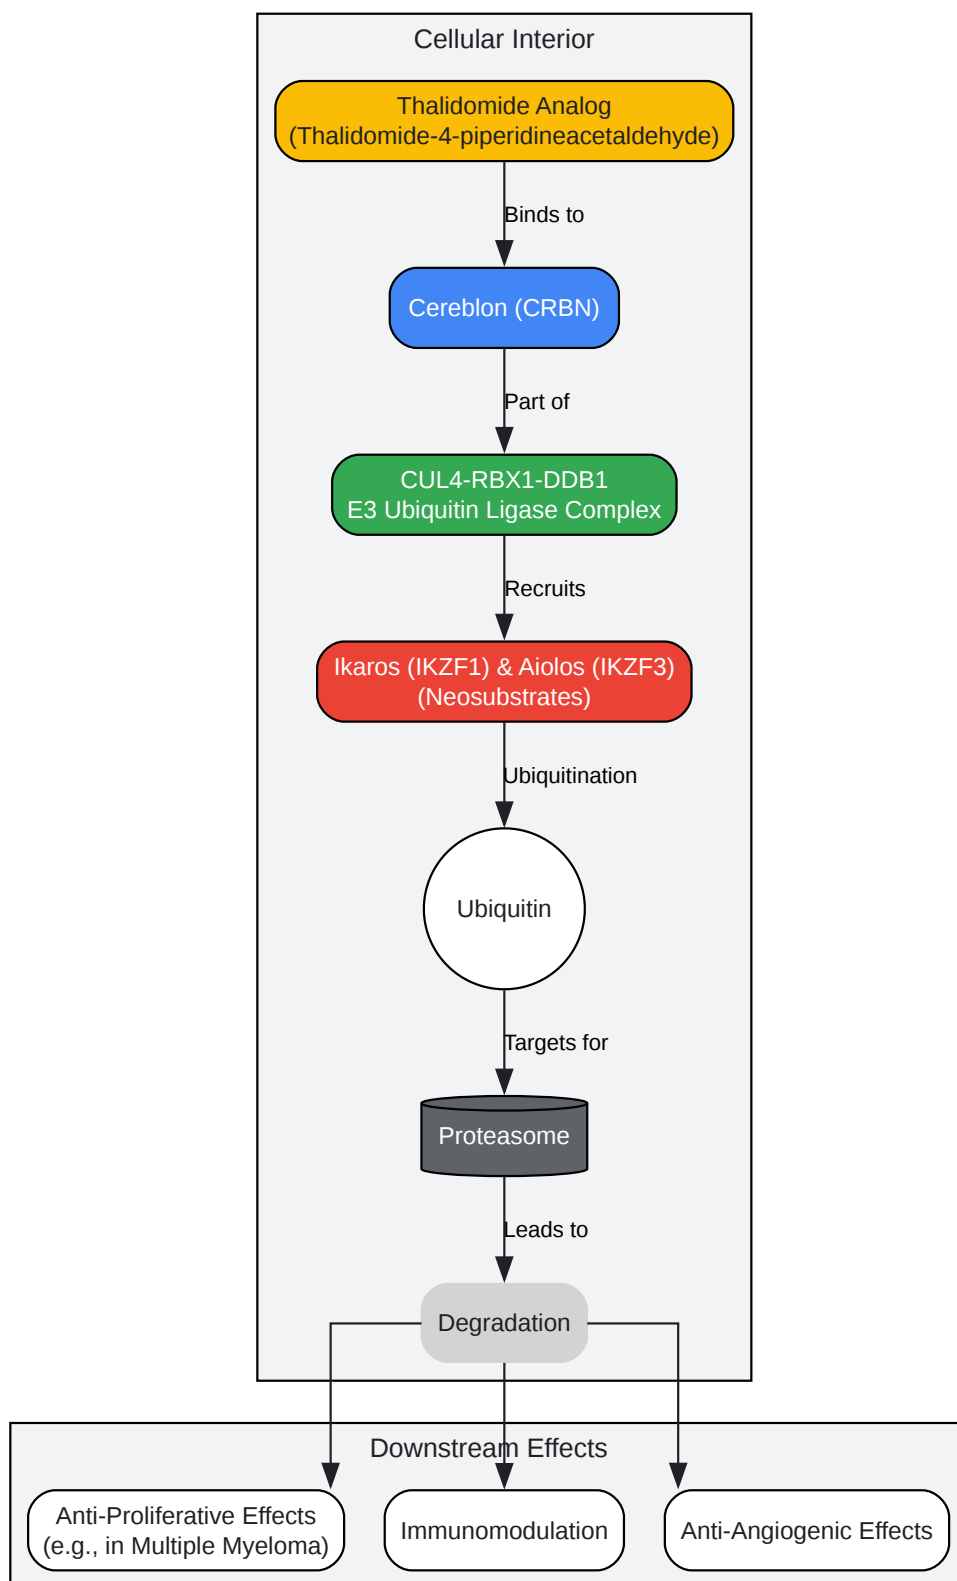 Cellular Interior
Thalidomide Analog
(Thalidomide-4-piperidineacetaldehyde)
Binds to
Cereblon (CRBN)
Part of
CUL4-RBX1-DDB1
E3 Ubiquitin Ligase Complex
Recruits
Ikaros (IKZF1) & Aiolos (IKZF3)
(Neosubstrates)
Ubiquitination
Ubiquitin
Targets for
Proteasome
Leads to
Degradation
Downstream Effects
Anti-Proliferative Effects
(e.g., in Multiple Myeloma)
Immunomodulation
Anti-Angiogenic Effects